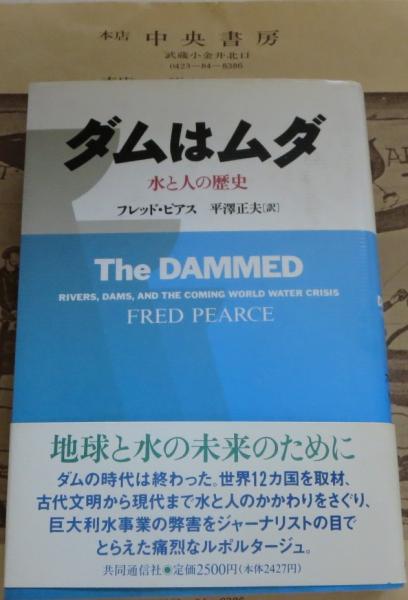 本店 中央書房
武蔵小金井北口
0423-84-8386
ダムはムダ
水と人の歴史
フレッド・ピアス 平澤正夫[訳]
The DAMMED
RIVERS, DAMS, AND THE COMING WORLD WATER CRISIS
FRED PEARCE
地球と水の未来のために
ダムの時代は終わった。世界12カ国を取材、
古代文明から現代まで水と人のかかわりをさぐり、
巨大利水事業の弊害をジャーナリストの目で
とらえた痛烈なルポルタージュ。
共同通信社●定価2500円(本体2427円)